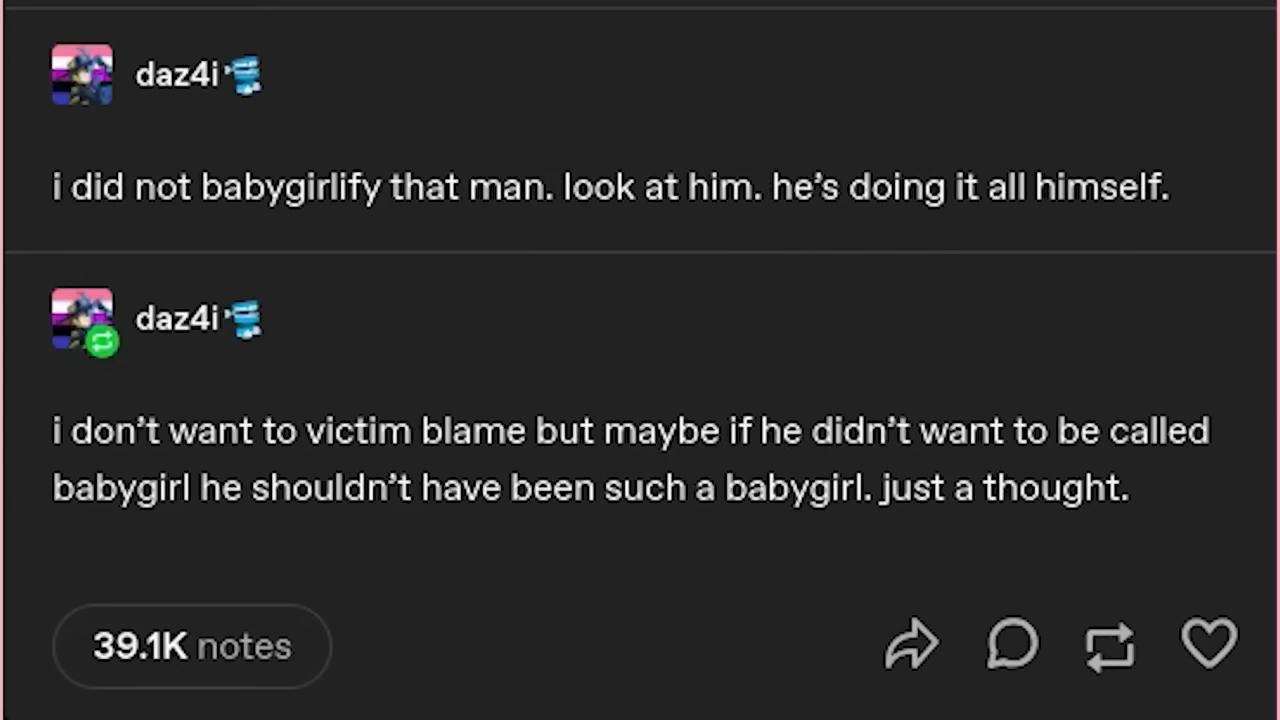 daz4i
i did not babygirlify that man. look at him. he's doing it all himself.
daz4i
i don't want to victim blame but maybe if he didn't want to be called
babygirl he shouldn't have been such a babygirl. just a thought.
39.1K notes